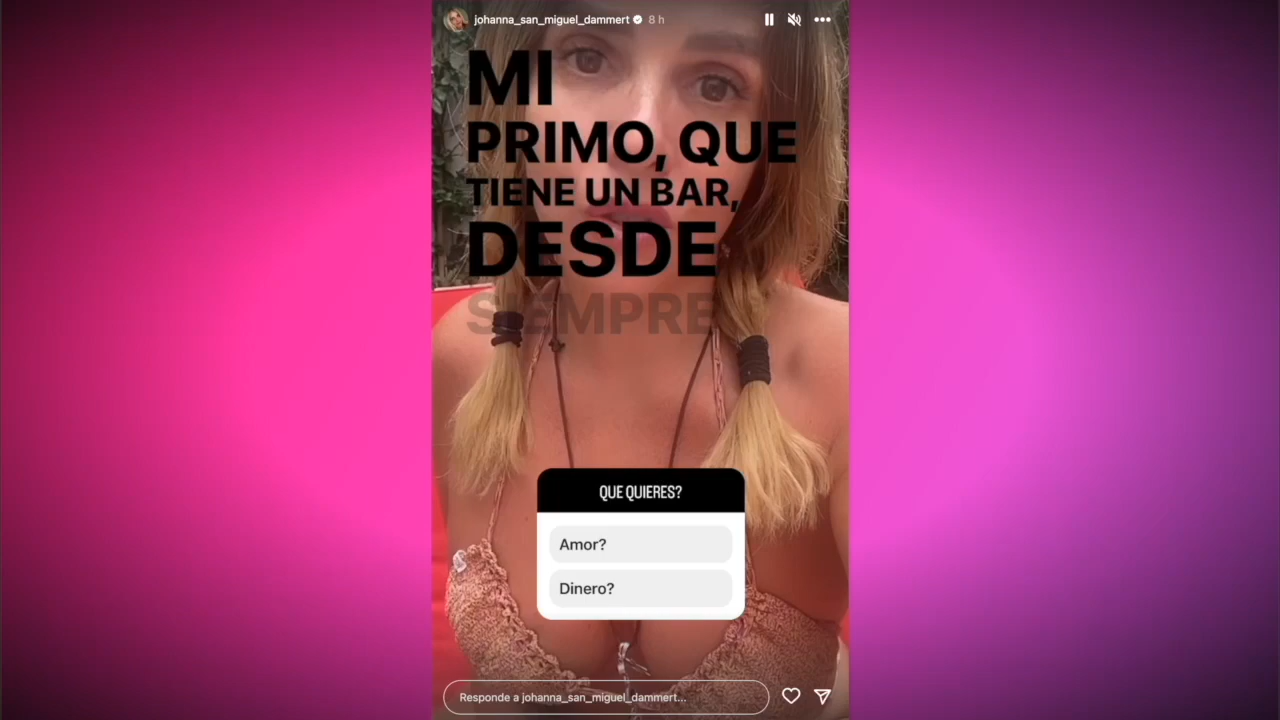 johanna_san_miguel_dammert 8 h
MI
PRIMO, QUE
TIENE UN BAR,
DESDE
SIEMPRE
QUE QUIERES?
Amor?
Dinero?
Responde a johanna_san_miguel_dammert...